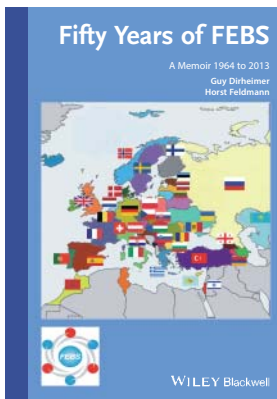 Fifty Years of FEBS
A Memoir 1964 to 2013
Guy Dirheimer
Horst Feldmann
FEBS
WILEY Blackwell